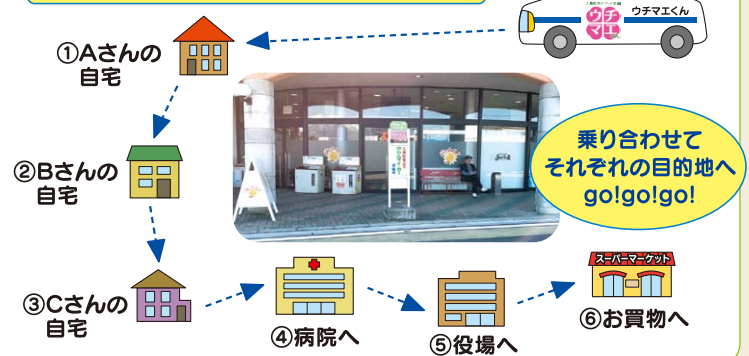 ウチ
マエ
ウチマエくん
①Aさんの
自宅
②Bさんの
自宅
乗り合わせて
それぞれの目的地へ
go!go!go!
③Cさんの
自宅
④病院へ
⑤役場へ
スーパーマーケット
⑥お買物へ